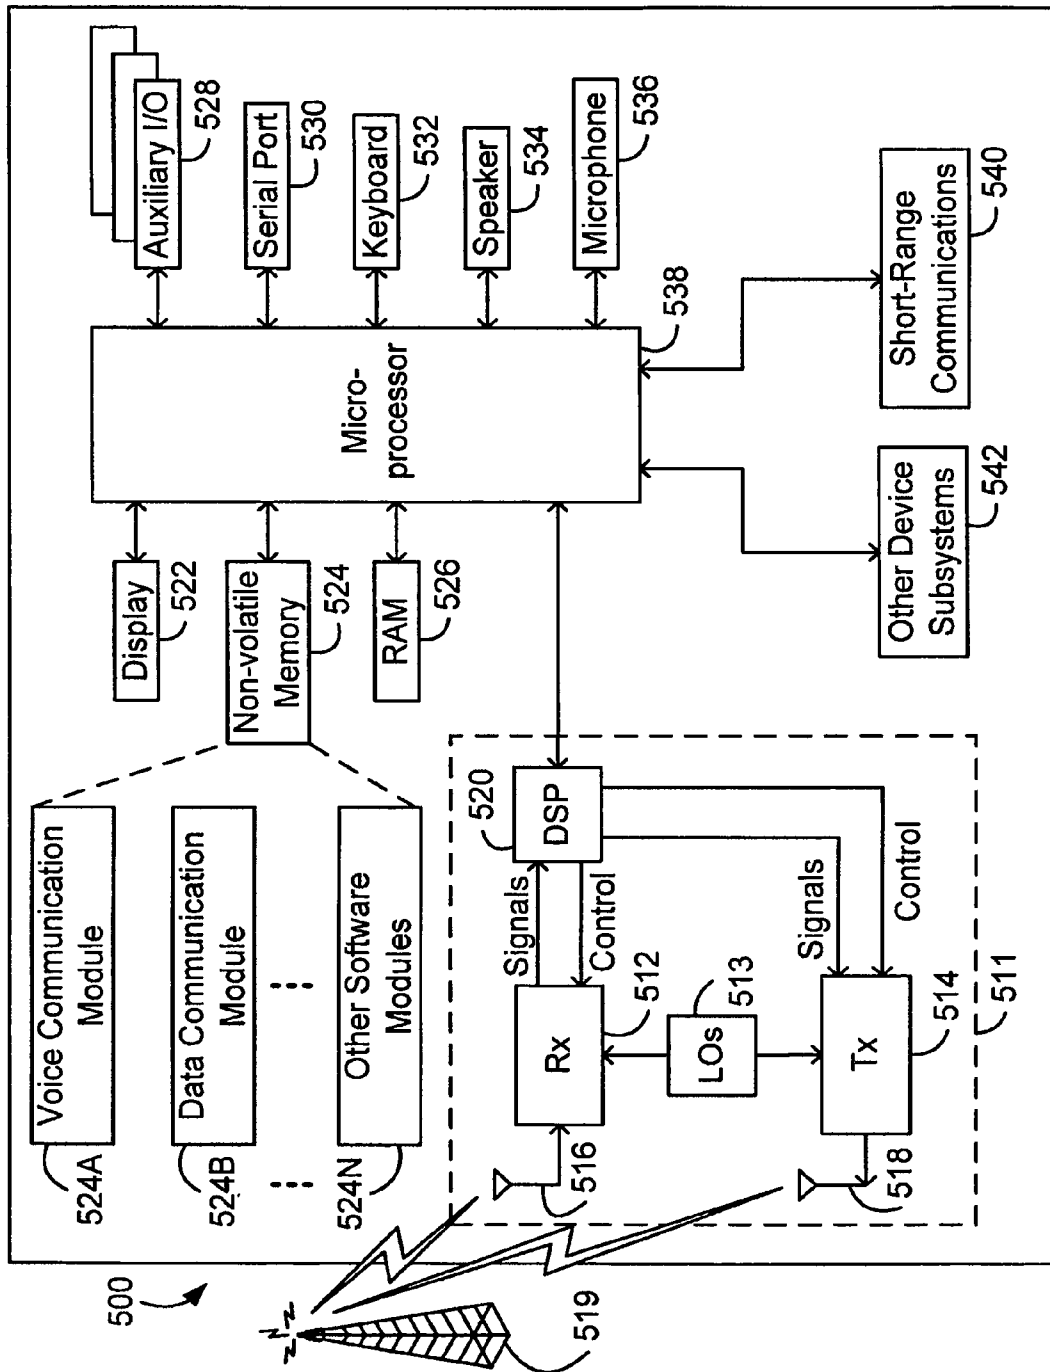 500
519
Voice Communication
Module
524A
Data Communication
Module
524B
Other Software
Modules
524N
Display
522
Non-volatile
Memory
524
RAM
526
Micro-
processor
538
Auxiliary I/O
528
Serial Port
530
Keyboard
532
Speaker
534
Microphone
536
Short-Range
Communications
540
Other Device
Subsystems
542
DSP
520
Signals
Control
Rx
512
LOs
513
Signals
Control
Tx
514
516
518
511